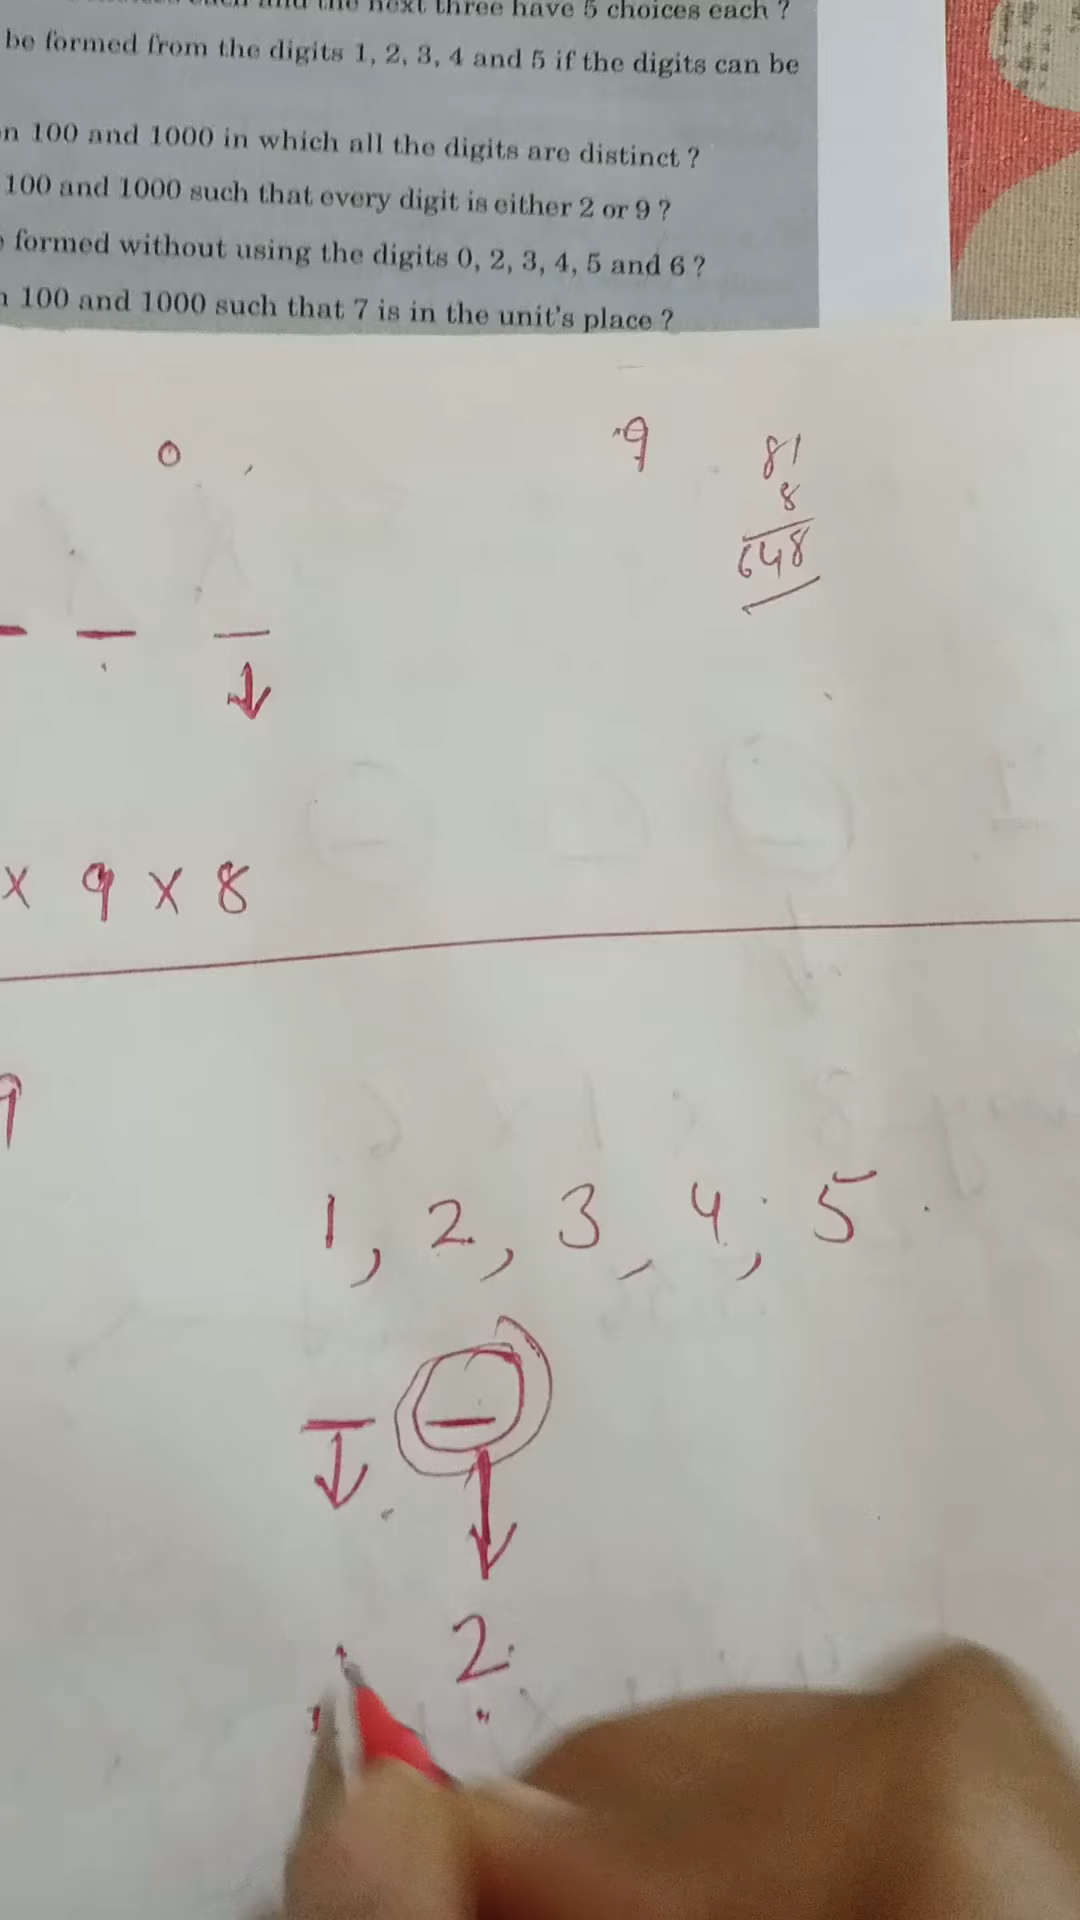 and the next three have 5 choices each ?
be formed from the digits 1, 2, 3, 4 and 5 if the digits can be
100 and 1000 in which all the digits are distinct ?
100 and 1000 such that every digit is either 2 or 9 ?
formed without using the digits 0, 2, 3, 4, 5 and 6 ?
100 and 1000 such that 7 is in the unit's place ?
0
9
81
8
648
x 9 x 8
9
1, 2, 3, 4, 5
2